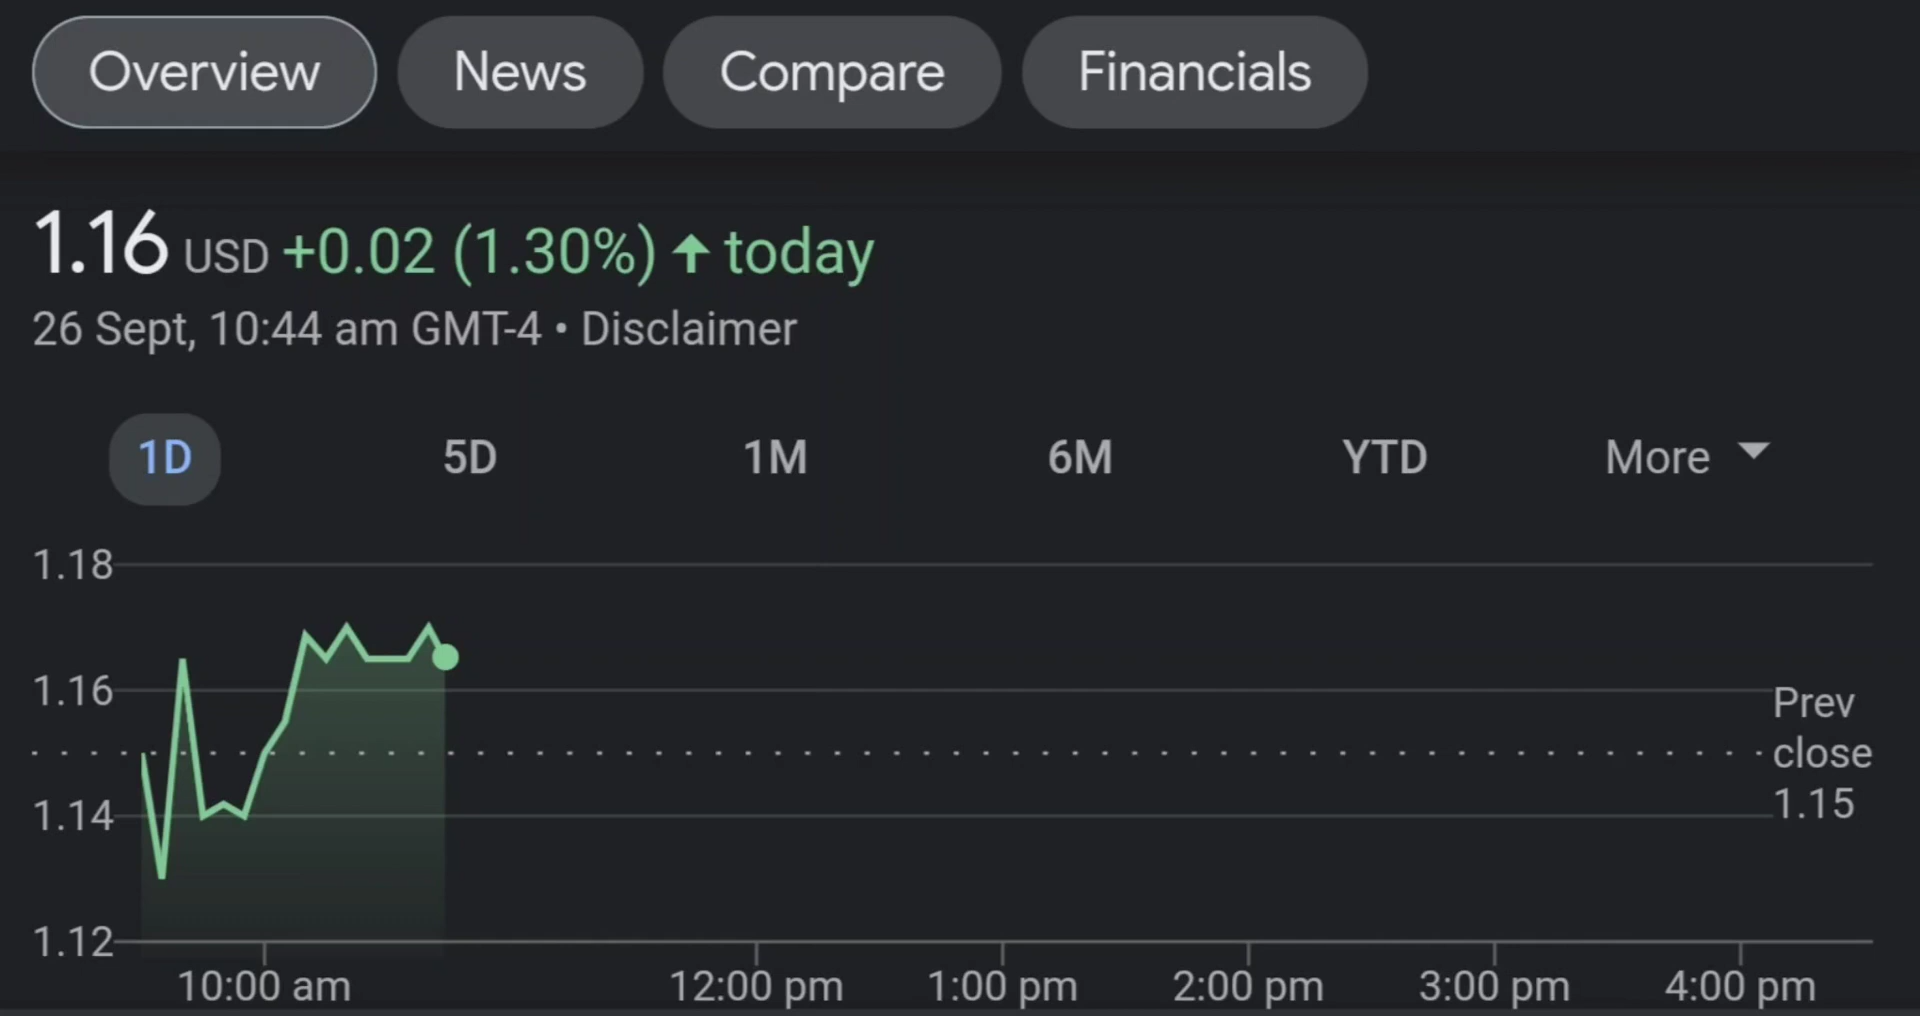 Overview News Compare Financials
1.16 USD +0.02 (1.30%) ↑ today
26 Sept, 10:44 am GMT-4 • Disclaimer
1D 5D 1M 6M YTD More
1.18
1.16
Prev
close
1.15
1.14
1.12
10:00 am 12:00 pm 1:00 pm 2:00 pm 3:00 pm 4:00 pm